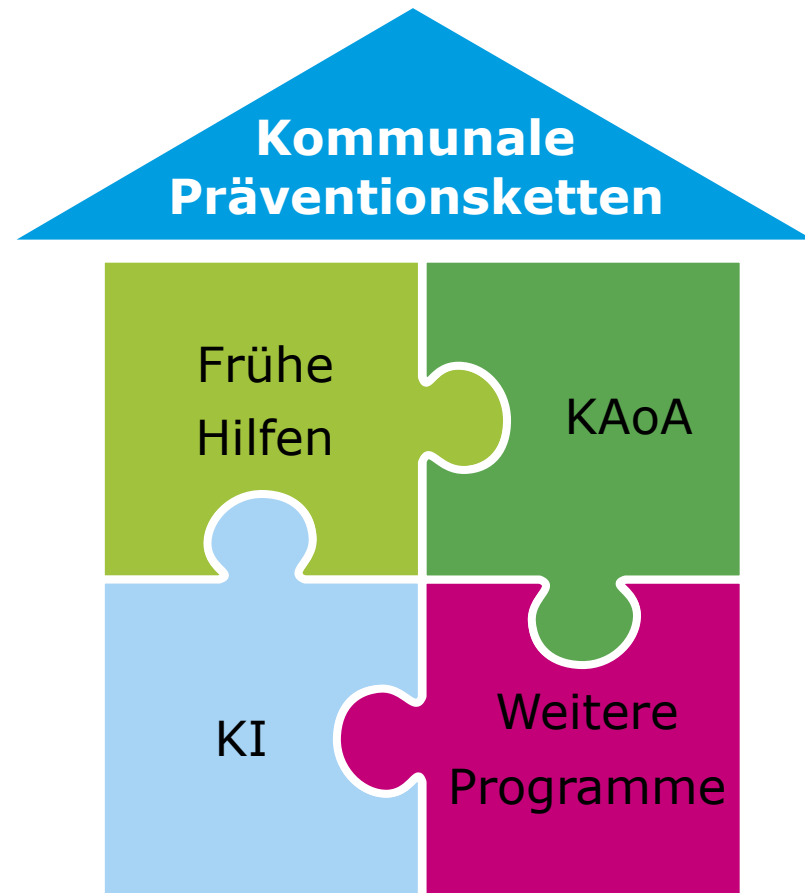 Kommunale
Präventionsketten
Frühe
Hilfen
KAoA
KI
Weitere
Programme